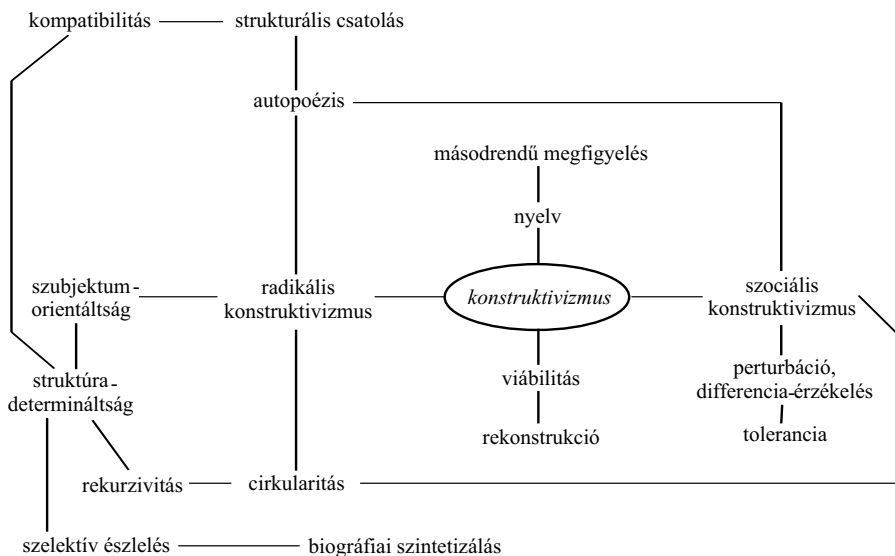 kompatibilitás
strukturális csatolás
autopoézis
másodrendű megfigyelés
nyelv
szubjektum-
orientáltság
radikális
konstruktivizmus
konstruktivizmus
szociális
konstruktivizmus
struktúra-
determináltság
viábilitás
perturbáció,
differencia-érzékelés
rekonstrukció
tolerancia
rekurzivitás
cirkularitás
szelektív észlelés
biográfiai szintetizálás